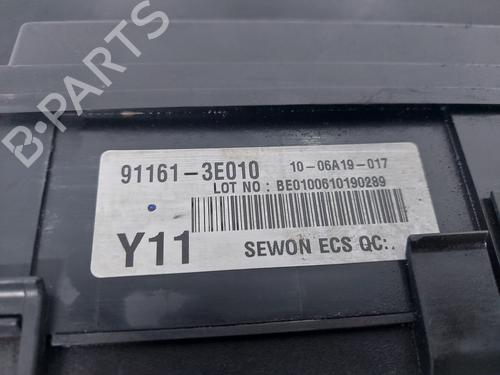 91161-3E010 10-06A19-017
LOT NO : BE0100610190289
Y11 SEWON ECS QC:.
B-PARTS